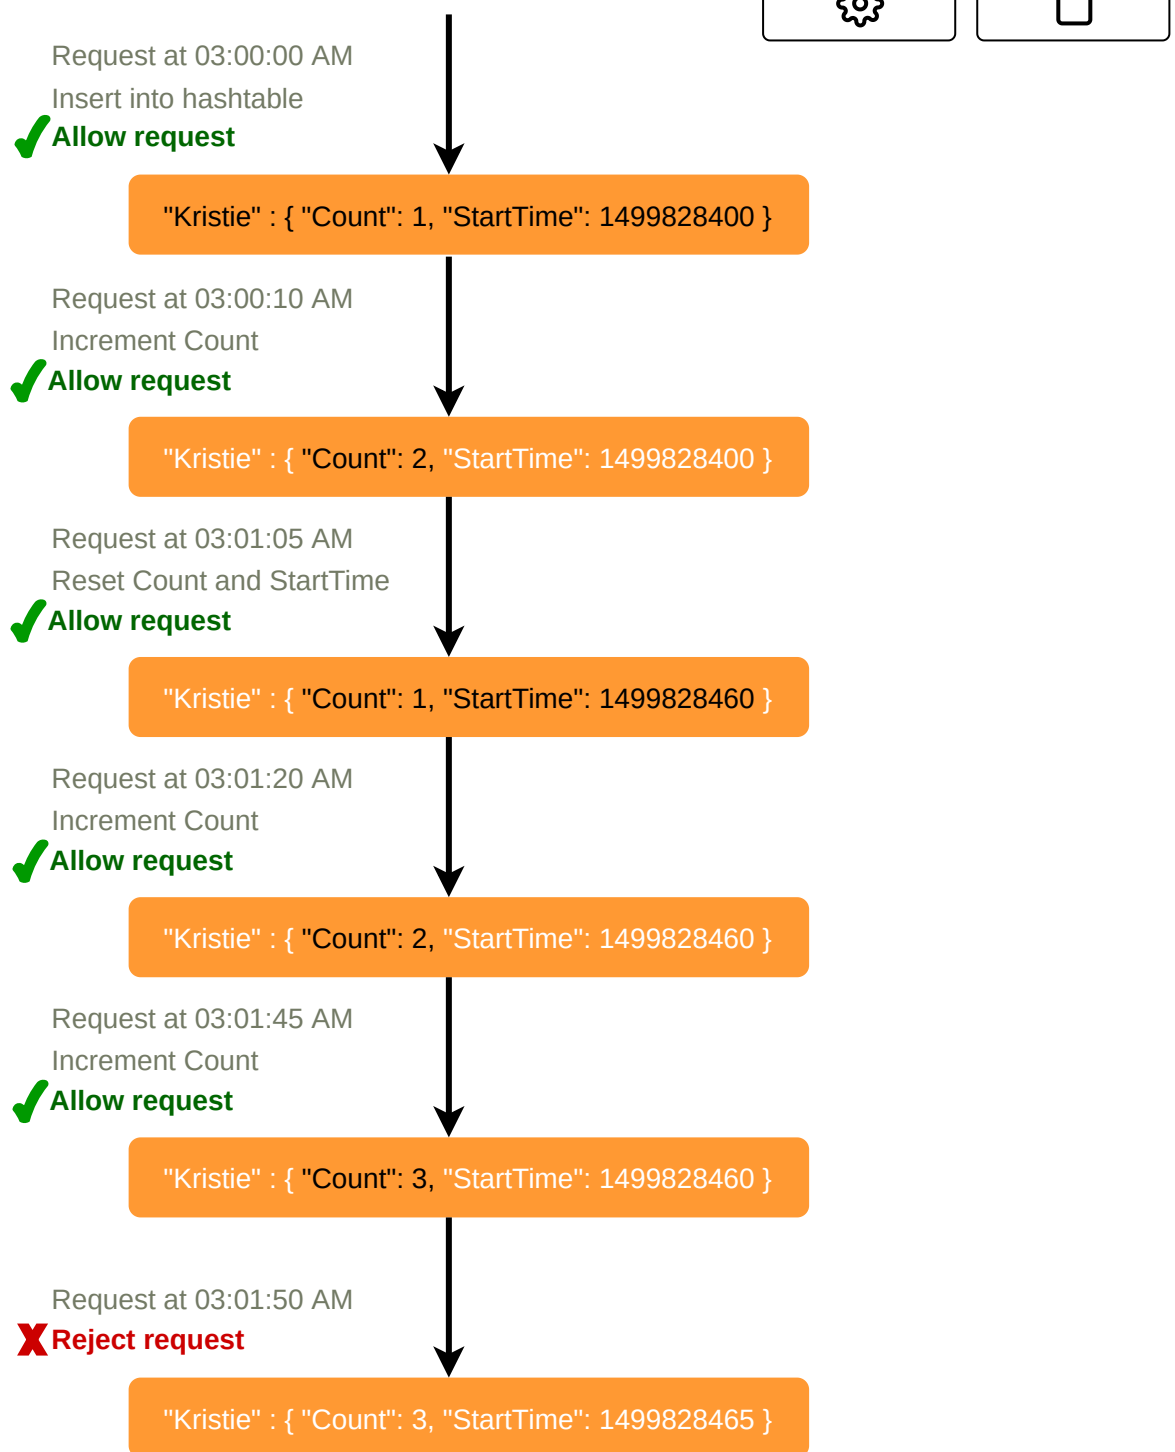 Request at 03:00:00 AM
Insert into hashtable
Allow request
"Kristie" : { "Count": 1, "StartTime": 1499828400 }
Request at 03:00:10 AM
Increment Count
Allow request
"Kristie" : { "Count": 2, "StartTime": 1499828400 }
Request at 03:01:05 AM
Reset Count and StartTime
Allow request
"Kristie" : { "Count": 1, "StartTime": 1499828460 }
Request at 03:01:20 AM
Increment Count
Allow request
"Kristie" : { "Count": 2, "StartTime": 1499828460 }
Request at 03:01:45 AM
Increment Count
Allow request
"Kristie" : { "Count": 3, "StartTime": 1499828460 }
Request at 03:01:50 AM
Reject request
"Kristie" : { "Count": 3, "StartTime": 1499828465 }